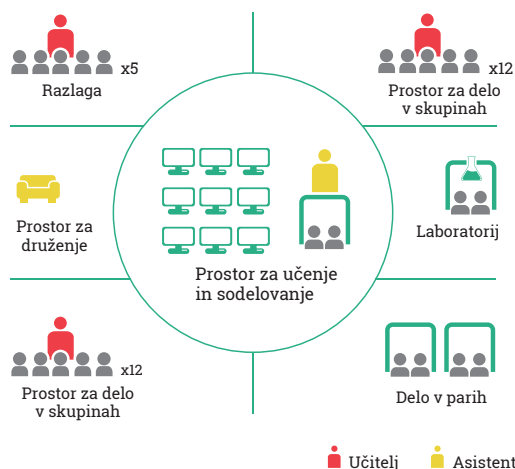 x5
Razlaga
x12
Prostor za delo
v skupinah
Prostor za
druženje
Prostor za učenje
in sodelovanje
Laboratorij
x12
Prostor za delo
v skupinah
Delo v parih
Učitelj
Asistent